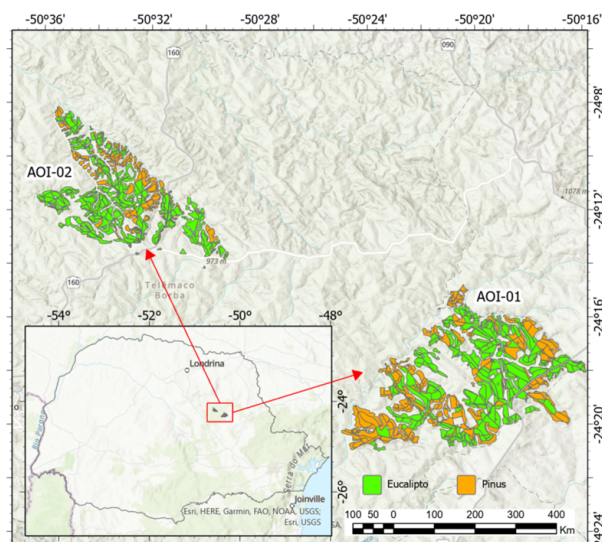 -50°36'
-50°32'
-50°28'
-50°24'
-50°20'
-50°16'
160
090
-24°8'
AOI-02
1078 m
-24°12'
973 m
160
Telêmaco
Borba
AOI-01
-24°16'
-54
-52
-50
-48
Londrina
-24°
-24°20'
Eucalipto
Pinus
Serra do Mar
-26°
Joinville
Esri, HERE, Garmin, FAO, NOAA, USGS;
Esri, USGS
100 50 0 100 200 300 400
Km
-24°24'